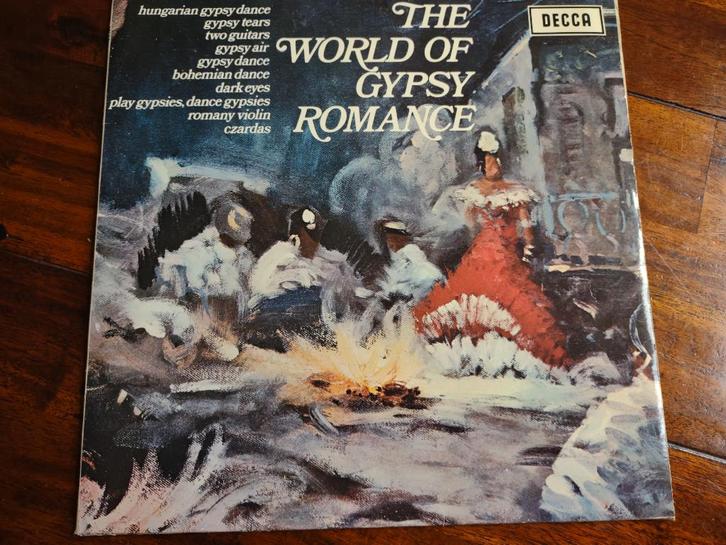 hungarian gypsy dance
gypsy tears
two guitars
gypsy air
gypsy dance
bohemian dance
dark eyes
play gypsies, dance gypsies
romany violin
czardas
THE
WORLD OF
GYPSY
ROMANCE
DECCA